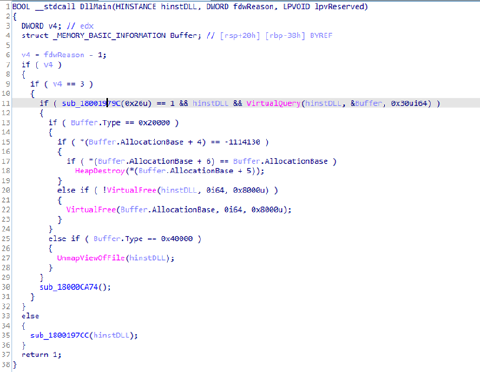 1 BOOL __stdcall DllMain(HINSTANCE hinstDLL, DWORD fdwReason, LPVOID lpvReserved)
2 {
3 DWORD v4; // edx
4 struct _MEMORY_BASIC_INFORMATION Buffer; // [rsp+20h] [rbp-38h] BYREF
5
6 v4 = fdwReason - 1;
7 if ( v4 )
8 {
9 if ( v4 == 3 )
10 {
11 if ( sub_18001979C(0x26u) == 1 && hinstDLL && VirtualQuery(hinstDLL, &Buffer, 0x30ui64) )
12 {
13 if ( Buffer.Type == 0x20000 )
14 {
15 if ( *(Buffer.AllocationBase + 4) == -1114130 )
16 {
17 if ( *(Buffer.AllocationBase + 6) == Buffer.AllocationBase )
18 HeapDestroy(*(Buffer.AllocationBase + 5));
19 }
20 else if ( !VirtualFree(hinstDLL, 0i64, 0x8000u) )
21 {
22 VirtualFree(Buffer.AllocationBase, 0i64, 0x8000u);
23 }
24 }
25 else if ( Buffer.Type == 0x40000 )
26 {
27 UnmapViewOfFile(hinstDLL);
28 }
29 }
30 sub_18000CA74();
31 }
32 }
33 else
34 {
35 sub_1800197CC(hinstDLL);
36 }
37 return 1;
38 }